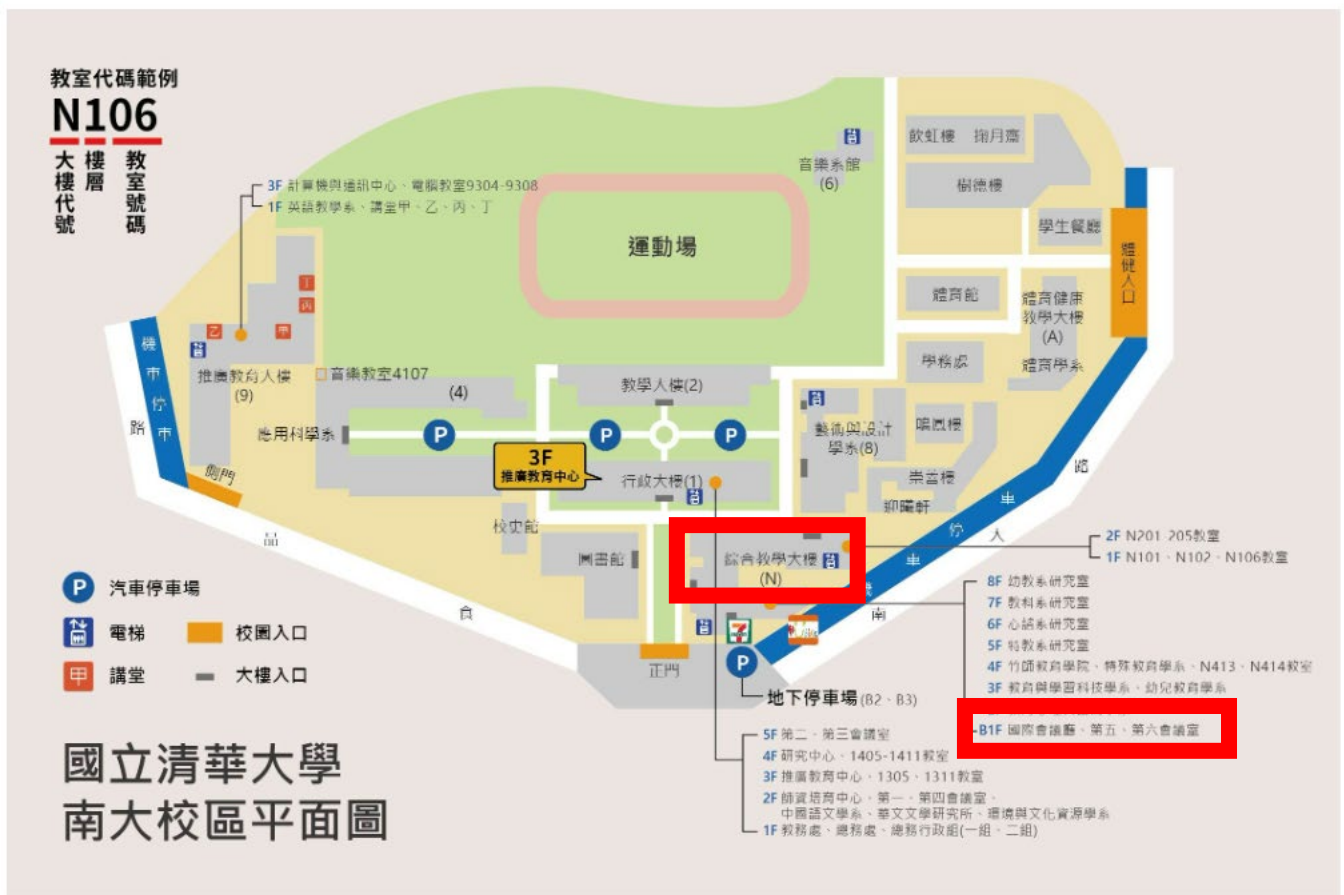 教室代碼範例
N106
大樓代號
樓層
教室號碼
3F 計算機與通訊中心、電腦教室9304-9308
1F 英語教學系、講堂甲、乙、丙、丁
音樂系館
(6)
飲虹樓 掬月齋
樹德樓
學生餐廳
體健入口
運動場
體育館
體育健康
教學大樓
(A)
體育學系
學務處
丁
丙
乙
甲
機車停車
路
推廣教育大樓
(9)
音樂教室4107
(4)
教學大樓(2)
應用科學系
P
P
P
3F
推廣教育中心
行政大樓(1)
藝術與設計
學系(8)
鳴鳳樓
崇善樓
迎曦軒
側門
校史館
圖書館
綜合教學大樓
(N)
路
車
停
車
人
南
品
食
2F N201-205教室
1F N101、N102、N106教室
8F 幼教系研究室
7F 教科系研究室
6F 心諮系研究室
5F 特教系研究室
4F 竹師教育學院、特殊教育學系、N413、N414教室
3F 教育與學習科技學系、幼兒教育學系
B1F 國際會議廳、第五、第六會議室
P 汽車停車場
電梯
校園入口
甲 講堂
大樓入口
正門
7
P
地下停車場(B2、B3)
5F 第二、第三會議室
4F 研究中心、1405-1411教室
3F 推廣教育中心、1305、1311教室
2F 師資培育中心、第一、第四會議室、
中國語文學系、華文文學研究所、環境與文化資源學系
1F 教務處、總務處、總務行政組(一組、二組)
國立清華大學
南大校區平面圖